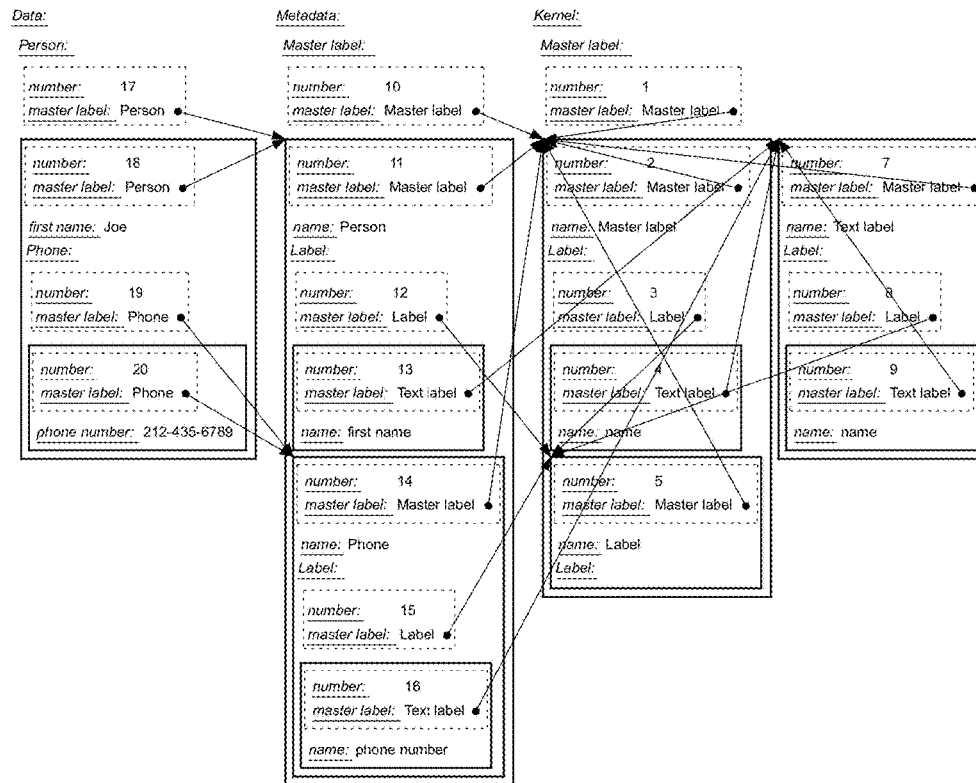 Data:
Person:
number: 17
master label: Person
number: 18
master label: Person
first name: Joe
Phone:
number: 19
master label: Phone
number: 20
master label: Phone
phone number: 212-435-6789
Metadata:
Master label:
number: 10
master label: Master label
number: 11
master label: Master label
name: Person
Label:
number: 12
master label: Label
number: 13
master label: Text label
name: first name
number: 14
master label: Master label
name: Phone
Label:
number: 15
master label: Label
number: 16
master label: Text label
name: phone number
Kernel:
Master label:
number: 1
master label: Master label
number: 2
master label: Master label
name: Master label
Label:
number: 3
master label: Label
number: 4
master label: Text label
name: name
number: 5
master label: Master label
name: Label
Label:
number: 7
master label: Master label
name: Text label
Label:
number: 8
master label: Label
number: 9
master label: Text label
name: name